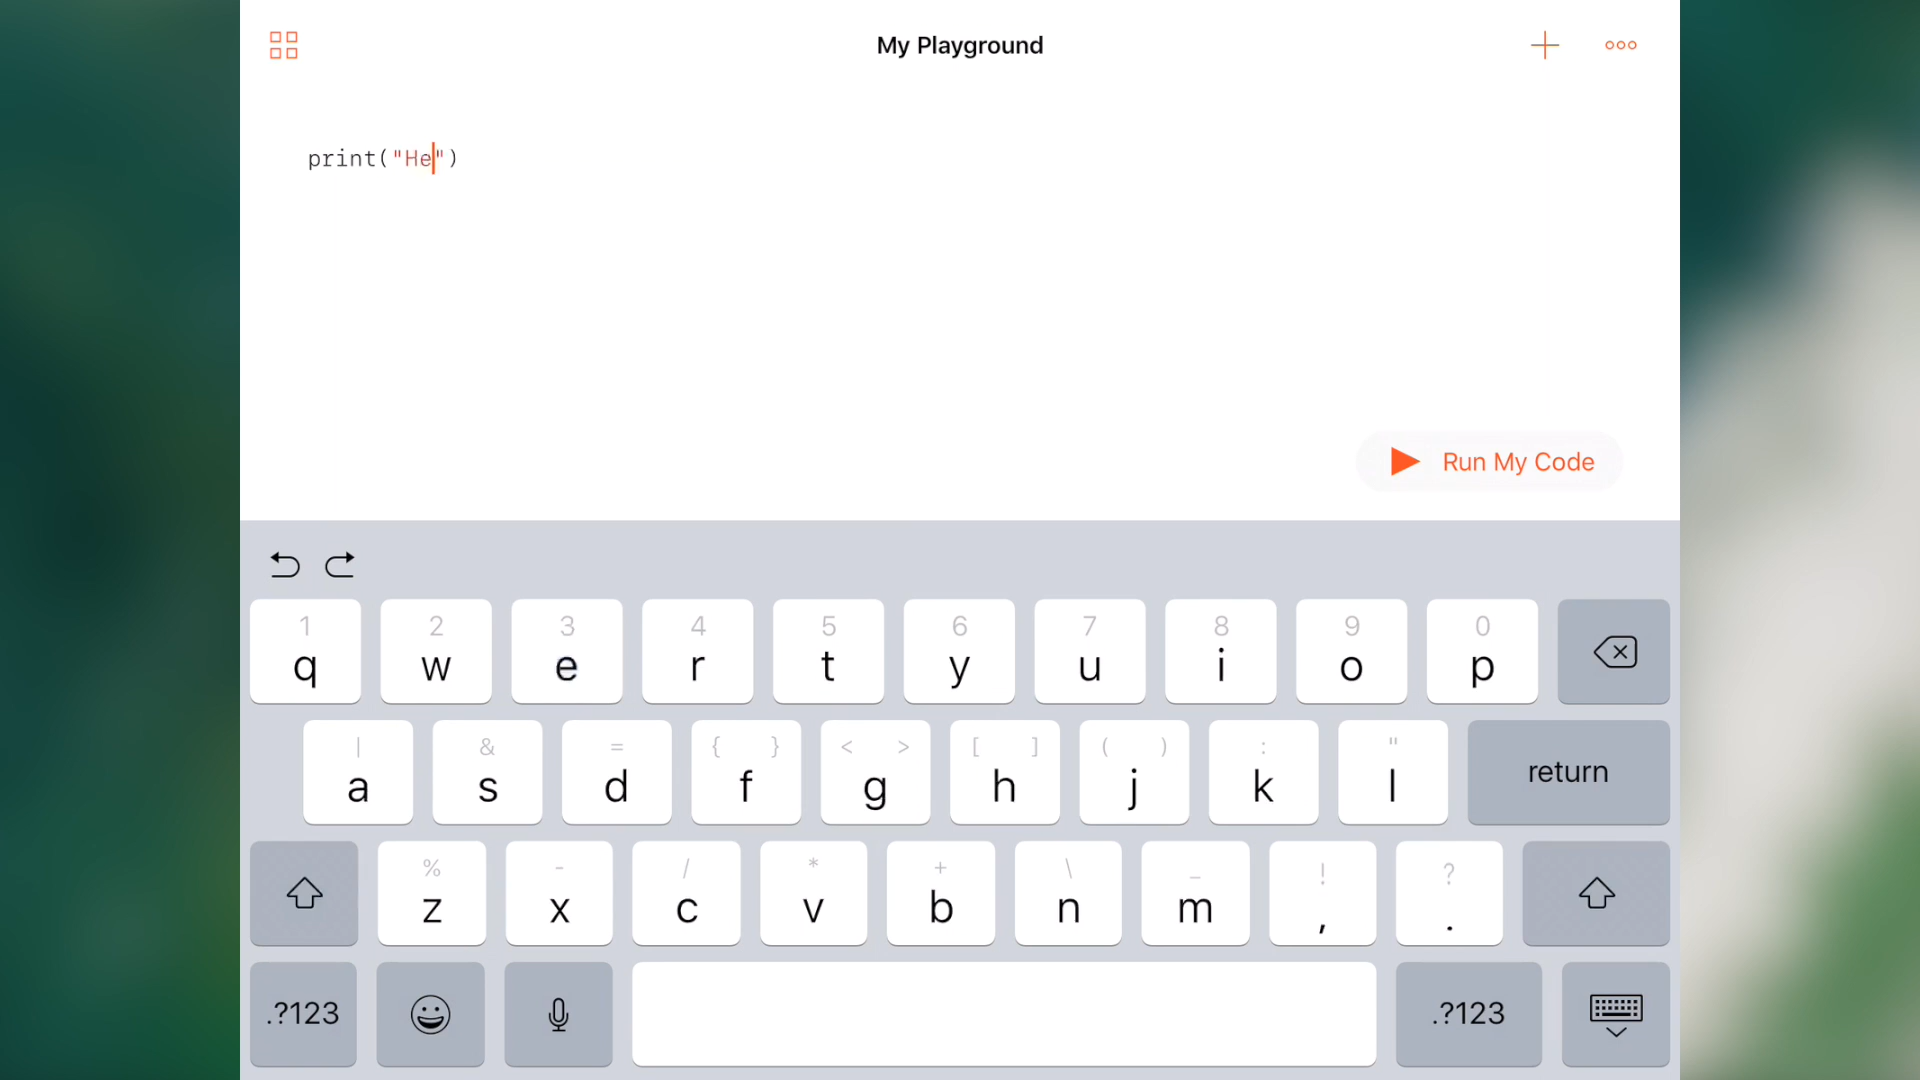 My Playground
print("He")
Run My Code
1 2 3 4 5 6 7 8 9 0
q w e r t y u i o p
| & = { } < > [ ] ( ) : "
a s d f g h j k l return
% - / * + \ _ ! ?
z x c v b n m , .
.?123 .?123